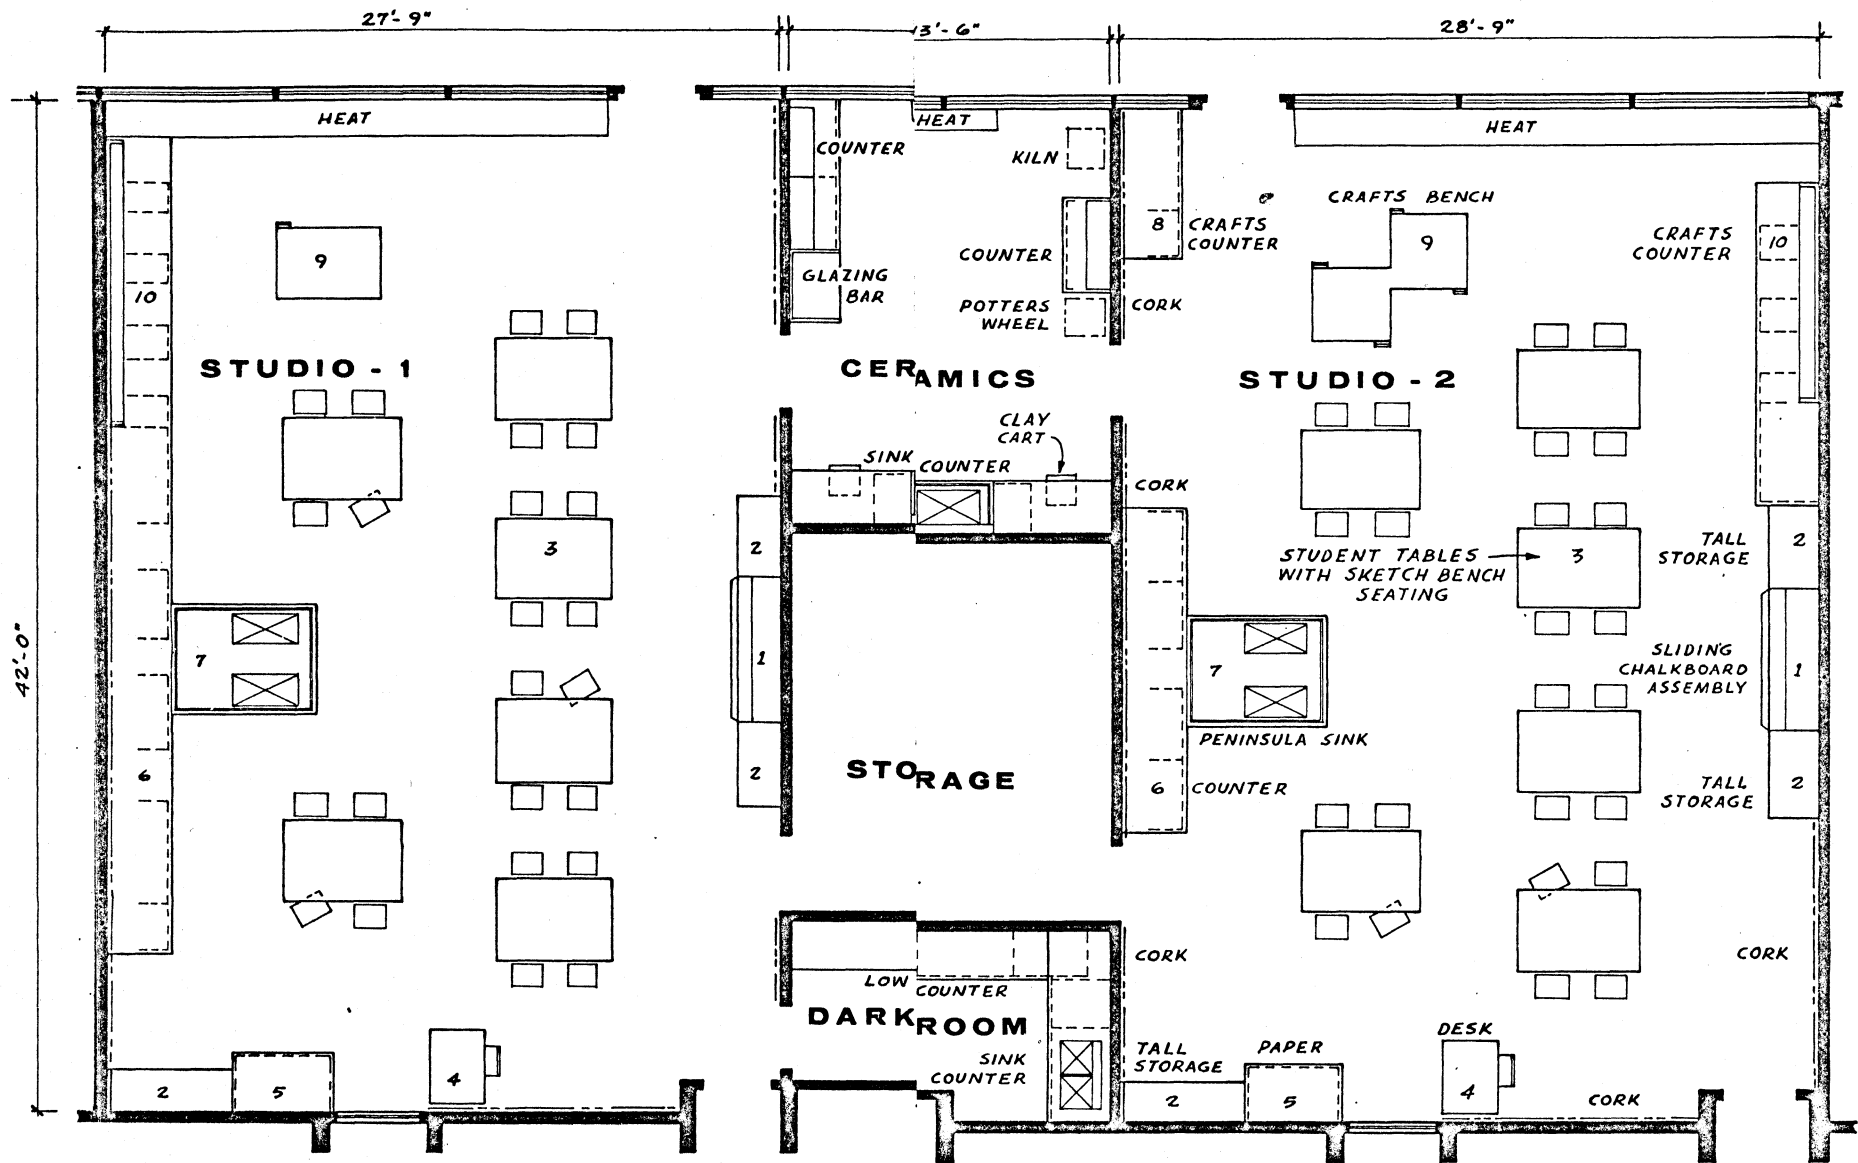 27'-9"
13'-6"
28'-9"
42'-0"
HEAT
HEAT
HEAT
COUNTER
KILN
CRAFTS BENCH
9
8
CRAFTS
COUNTER
9
CRAFTS
COUNTER
10
COUNTER
GLAZING
BAR
10
POTTERS
WHEEL
CORK
STUDIO - 1
CERAMICS
STUDIO - 2
CLAY
CART
SINK COUNTER
CORK
3
2
STUDENT TABLES
WITH SKETCH BENCH
SEATING
3
TALL
STORAGE
2
7
1
7
SLIDING
CHALKBOARD
ASSEMBLY
1
PENINSULA SINK
6
2
STORAGE
6
COUNTER
TALL
STORAGE
2
CORK
CORK
LOW COUNTER
DARKROOM
SINK
COUNTER
TALL
STORAGE
PAPER
DESK
2
5
4
2
5
4
CORK